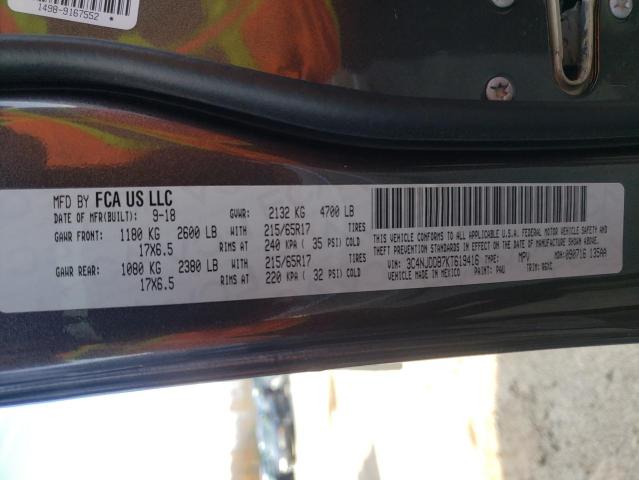 1498-9167552 *
MFD BY FCA US LLC
DATE OF MFR(BUILT): 9-18 GVWR: 2132 KG 4700 LB
GAWR FRONT: 1180 KG 2600 LB WITH 215/65R17 TIRES
17X6.5 RIMS AT 240 KPA ( 35 PSI) COLD
GAWR REAR: 1080 KG 2380 LB WITH 215/65R17 TIRES
17X6.5 RIMS AT 220 KPA ( 32 PSI) COLD
THIS VEHICLE CONFORMS TO ALL APPLICABLE U.S.A. FEDERAL MOTOR VEHICLE SAFETY AND
THEFT PREVENTION STANDARDS IN EFFECT ON THE DATE OF MANUFACTURE SHOWN ABOVE.
VIN: 3C4NJDDB7KT619416 TYPE: MPV MDH: 090716 135AA
VEHICLE MADE IN MEXICO PAINT: PAU TRIM: